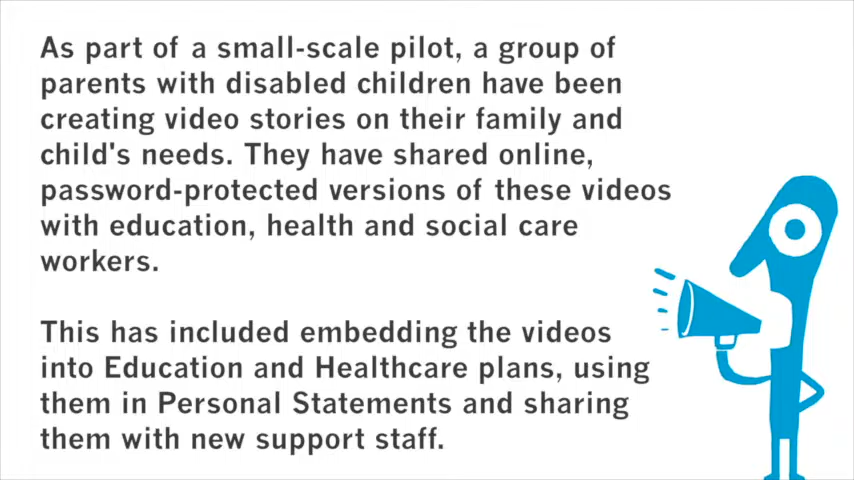 As part of a small-scale pilot, a group of
parents with disabled children have been
creating video stories on their family and
child's needs. They have shared online,
password-protected versions of these videos
with education, health and social care
workers.
This has included embedding the videos
into Education and Healthcare plans, using
them in Personal Statements and sharing
them with new support staff.